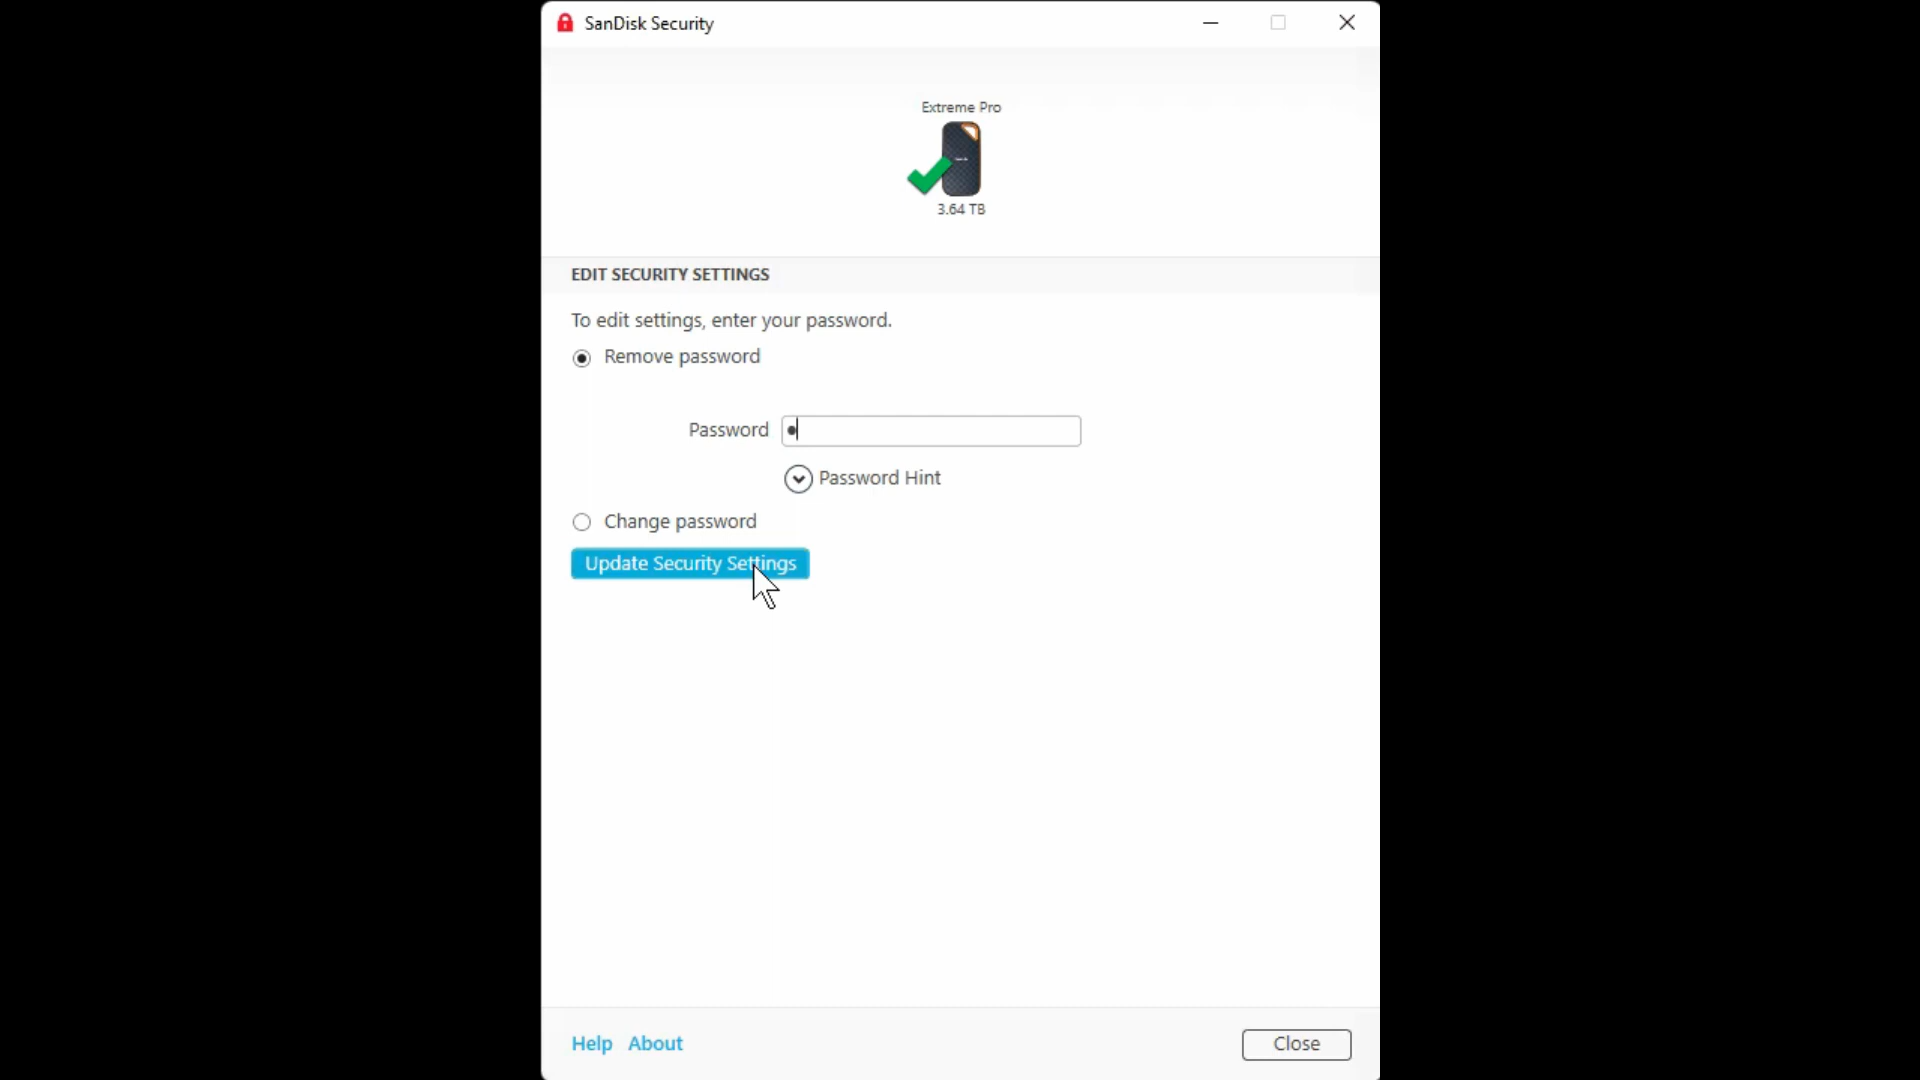 SanDisk Security
Extreme Pro
3.64 TB
EDIT SECURITY SETTINGS
To edit settings, enter your password.
Remove password
Password
Password Hint
Change password
Update Security Settings
Help About
Close